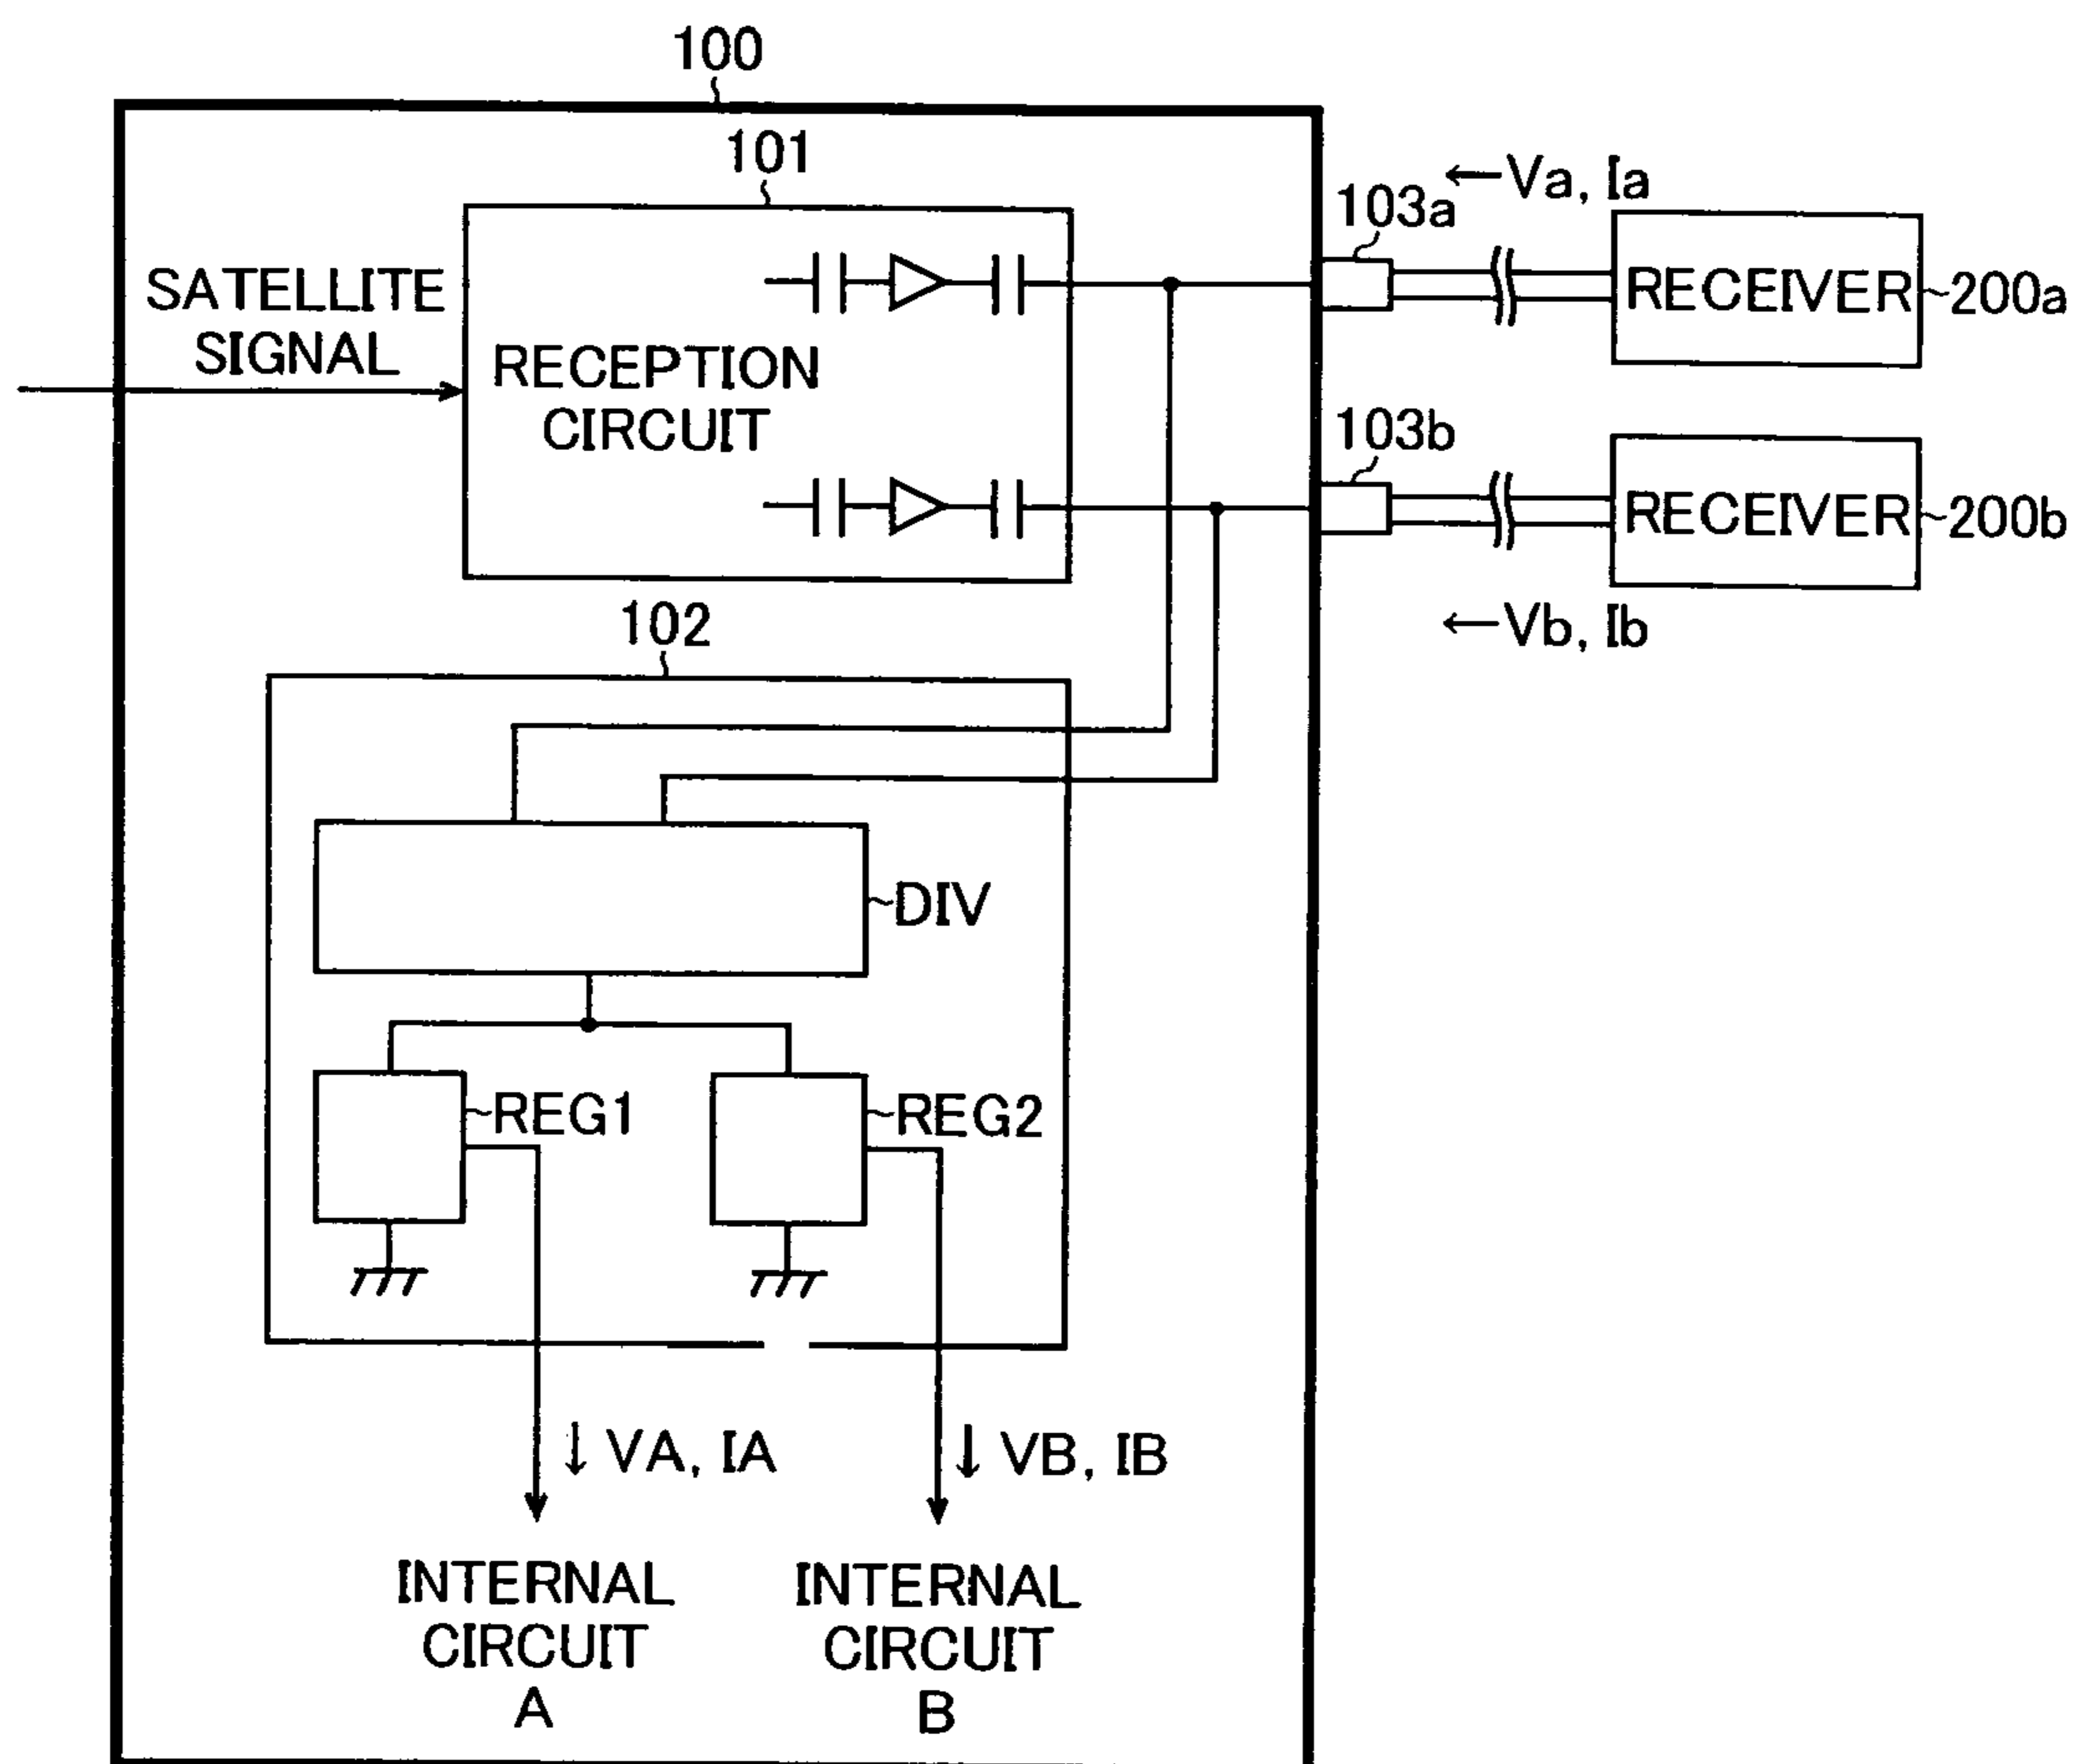 100
101
←Va, Ia
103a
SATELLITE
SIGNAL
RECEIVER
200a
RECEPTION
CIRCUIT
103b
RECEIVER
200b
←Vb, Ib
102
DIV
REG1
REG2
↓ VA, IA
↓ VB, IB
INTERNAL
CIRCUIT
A
INTERNAL
CIRCUIT
B